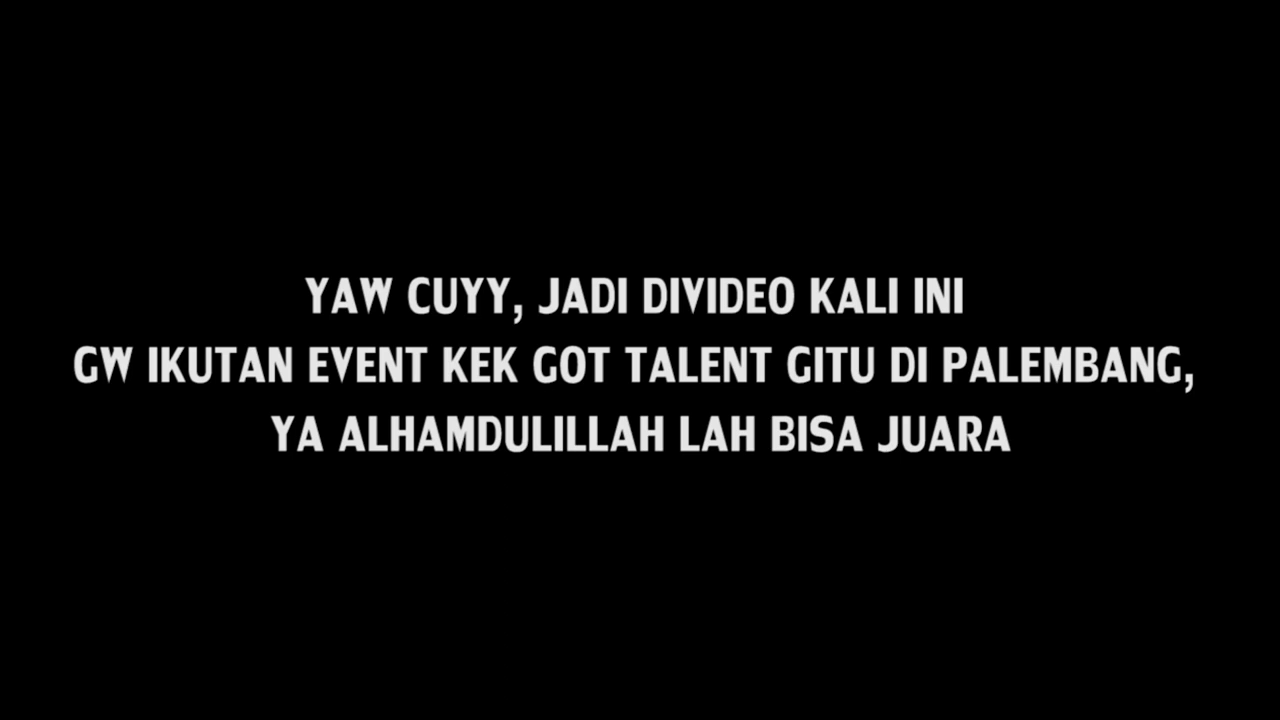 YAW CUYY, JADI DIVIDEO KALI INI
GW IKUTAN EVENT KEK GOT TALENT GITU DI PALEMBANG,
YA ALHAMDULILLAH LAH BISA JUARA